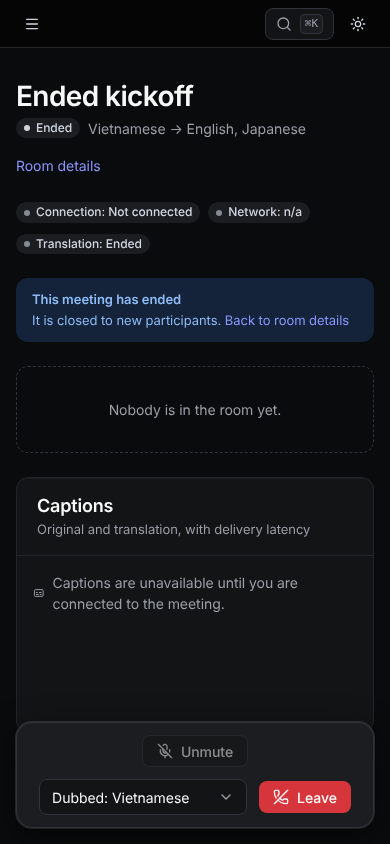 ⌘K
Ended kickoff
Ended
Vietnamese → English, Japanese
Room details
Connection: Not connected
Network: n/a
Translation: Ended
This meeting has ended
It is closed to new participants. Back to room details
Nobody is in the room yet.
Captions
Original and translation, with delivery latency
Captions are unavailable until you are
connected to the meeting.
Unmute
Dubbed: Vietnamese
Leave